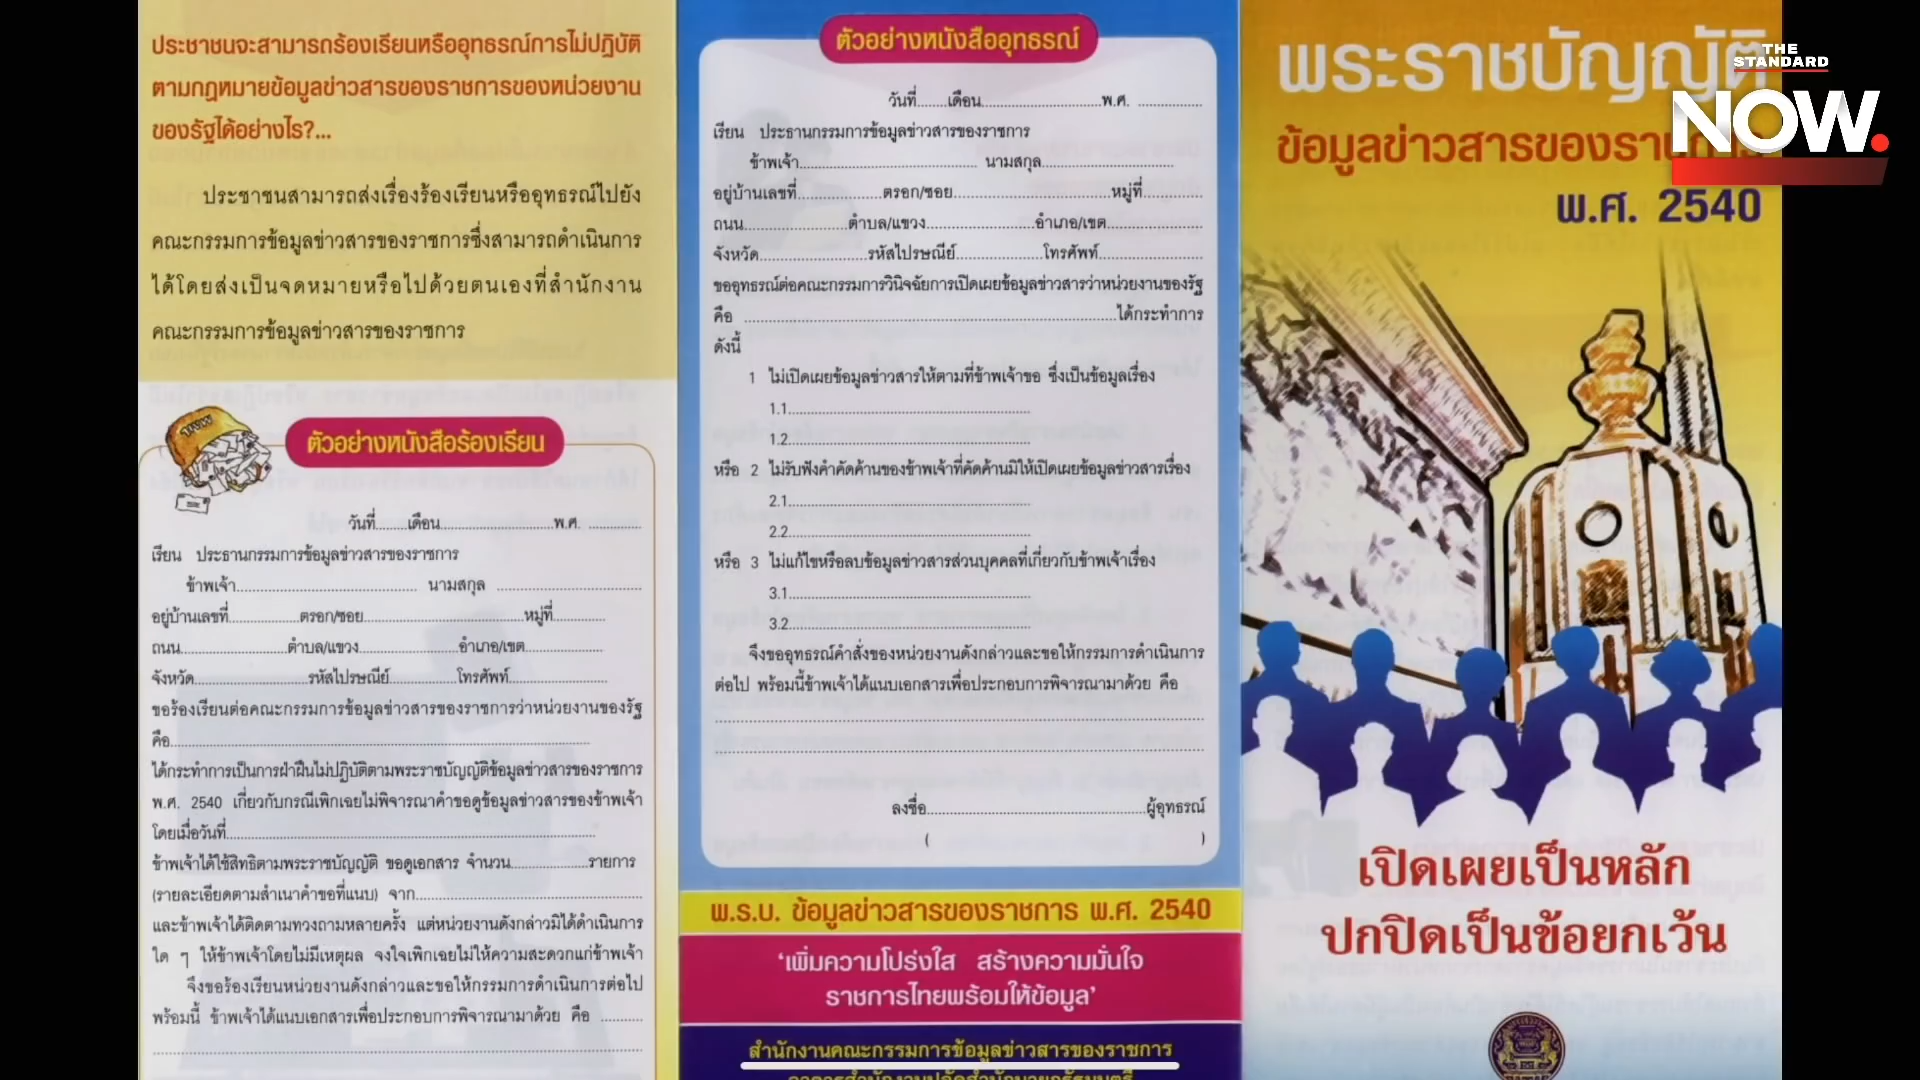 ประชาชนจะสามารถร้องเรียนหรืออุทธรณ์การไม่ปฏิบัติ
ตามกฎหมายข้อมูลข่าวสารของราชการของหน่วยงาน
ของรัฐได้อย่างไร?...
ประชาชนสามารถส่งเรื่องร้องเรียนหรืออุทธรณ์ไปยัง
คณะกรรมการข้อมูลข่าวสารของราชการซึ่งสามารถดำเนินการ
ได้โดยส่งเป็นจดหมายหรือไปด้วยตนเองที่สำนักงาน
คณะกรรมการข้อมูลข่าวสารของราชการ
ตัวอย่างหนังสือร้องเรียน
วันที่........เดือน..............................พ.ศ. ..............
เรียน ประธานกรรมการข้อมูลข่าวสารของราชการ
ข้าพเจ้า.............................................. นามสกุล .....................................
อยู่บ้านเลขที่..................ตรอก/ซอย..........................................หมู่ที่.............
ถนน............................ตำบล/แขวง..........................อำเภอ/เขต....................
จังหวัด.............................รหัสไปรษณีย์..................โทรศัพท์.........................
ขอร้องเรียนต่อคณะกรรมการข้อมูลข่าวสารของราชการว่าหน่วยงานของรัฐ
คือ..............................................................................................................
ได้กระทำการเป็นการฝ่าฝืนไม่ปฏิบัติตามพระราชบัญญัติข้อมูลข่าวสารของราชการ
พ.ศ. 2540 เกี่ยวกับกรณีเพิกเฉยไม่พิจารณาคำขอดูข้อมูลข่าวสารของข้าพเจ้า
โดยเมื่อวันที่................................................................................................
ข้าพเจ้าได้ใช้สิทธิตามพระราชบัญญัติ ขอดูเอกสาร จำนวน....................รายการ
(รายละเอียดตามสำเนาคำขอที่แนบ) จาก..........................................................
และข้าพเจ้าได้ติดตามทวงถามหลายครั้ง แต่หน่วยงานดังกล่าวมิได้ดำเนินการ
ใด ๆ ให้ข้าพเจ้าโดยไม่มีเหตุผล จงใจเพิกเฉยไม่ให้ความสะดวกแก่ข้าพเจ้า
จึงขอร้องเรียนหน่วยงานดังกล่าวและขอให้กรรมการดำเนินการต่อไป
พร้อมนี้ ข้าพเจ้าได้แนบเอกสารเพื่อประกอบการพิจารณามาด้วย คือ ...........
....................................................................................................................
ตัวอย่างหนังสืออุทธรณ์
วันที่........เดือน...............................พ.ศ. .................
เรียน ประธานกรรมการข้อมูลข่าวสารของราชการ
ข้าพเจ้า.............................................. นามสกุล..................................
อยู่บ้านเลขที่......................ตรอก/ซอย.........................................หมู่ที่...............
ถนน...........................ตำบล/แขวง............................อำเภอ/เขต.........................
จังหวัด............................รหัสไปรษณีย์.......................โทรศัพท์...........................
ขออุทธรณ์ต่อคณะกรรมการวินิจฉัยการเปิดเผยข้อมูลข่าวสารว่าหน่วยงานของรัฐ
คือ ................................................................................................ได้กระทำการ
ดังนี้
1 ไม่เปิดเผยข้อมูลข่าวสารให้ตามที่ข้าพเจ้าขอ ซึ่งเป็นข้อมูลเรื่อง
1.1..............................................................
1.2..............................................................
หรือ 2 ไม่รับฟังคำคัดค้านของข้าพเจ้าที่คัดค้านมิให้เปิดเผยข้อมูลข่าวสารเรื่อง
2.1..............................................................
2.2..............................................................
หรือ 3 ไม่แก้ไขหรือลบข้อมูลข่าวสารส่วนบุคคลที่เกี่ยวกับข้าพเจ้าเรื่อง
3.1..............................................................
3.2..............................................................
จึงขออุทธรณ์คำสั่งของหน่วยงานดังกล่าวและขอให้กรรมการดำเนินการ
ต่อไป พร้อมนี้ข้าพเจ้าได้แนบเอกสารเพื่อประกอบการพิจารณามาด้วย คือ
....................................................................................................................
....................................................................................................................
ลงชื่อ.........................................................ผู้อุทธรณ์
( )
พ.ร.บ. ข้อมูลข่าวสารของราชการ พ.ศ. 2540
‘เพิ่มความโปร่งใส สร้างความมั่นใจ
ราชการไทยพร้อมให้ข้อมูล’
สำนักงานคณะกรรมการข้อมูลข่าวสารของราชการ
พระราชบัญญัติ
ข้อมูลข่าวสารของราชการ
พ.ศ. 2540
เปิดเผยเป็นหลัก
ปกปิดเป็นข้อยกเว้น
THE
STANDARD
NOW.